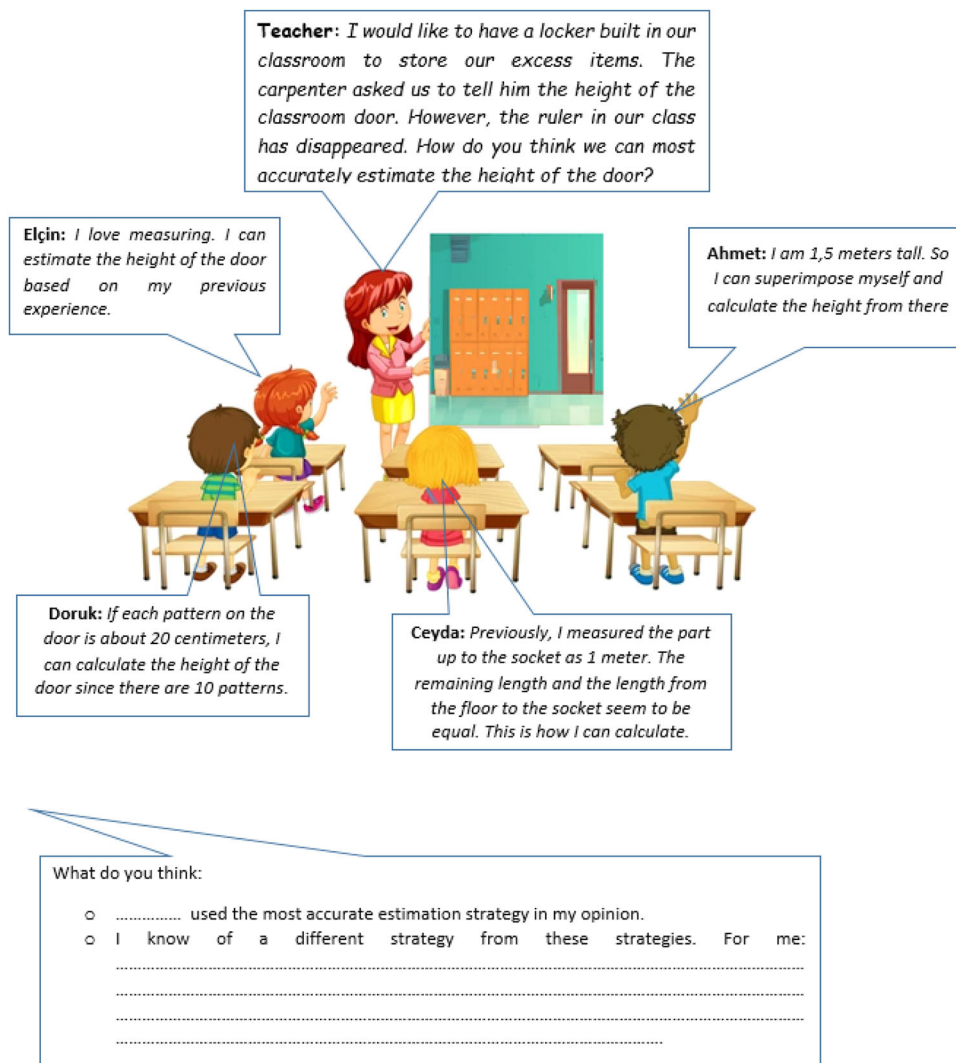 Teacher: I would like to have a locker built in our
classroom to store our excess items. The
carpenter asked us to tell him the height of the
classroom door. However, the ruler in our class
has disappeared. How do you think we can most
accurately estimate the height of the door?
Elçin: I love measuring. I can
estimate the height of the door
based on my previous
experience.
Ahmet: I am 1,5 meters tall. So
I can superimpose myself and
calculate the height from there
Doruk: If each pattern on the
door is about 20 centimeters, I
can calculate the height of the
door since there are 10 patterns.
Ceyda: Previously, I measured the part
up to the socket as 1 meter. The
remaining length and the length from
the floor to the socket seem to be
equal. This is how I can calculate.
What do you think:
o ............... used the most accurate estimation strategy in my opinion.
o I know of a different strategy from these strategies. For me: